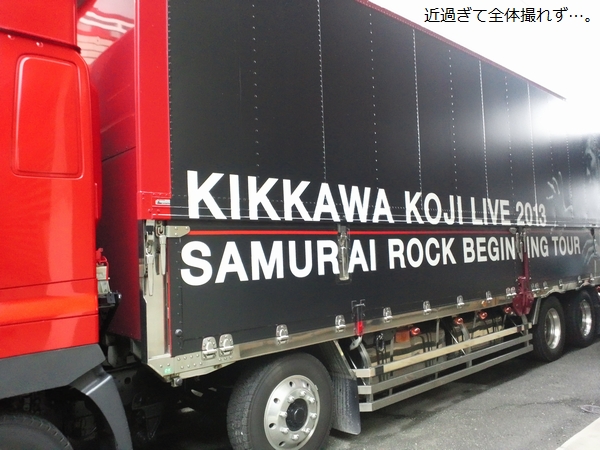 近過ぎて全体撮れず…。
KIKKAWA KOJI LIVE 2013
SAMURAI ROCK BEGINNING TOUR